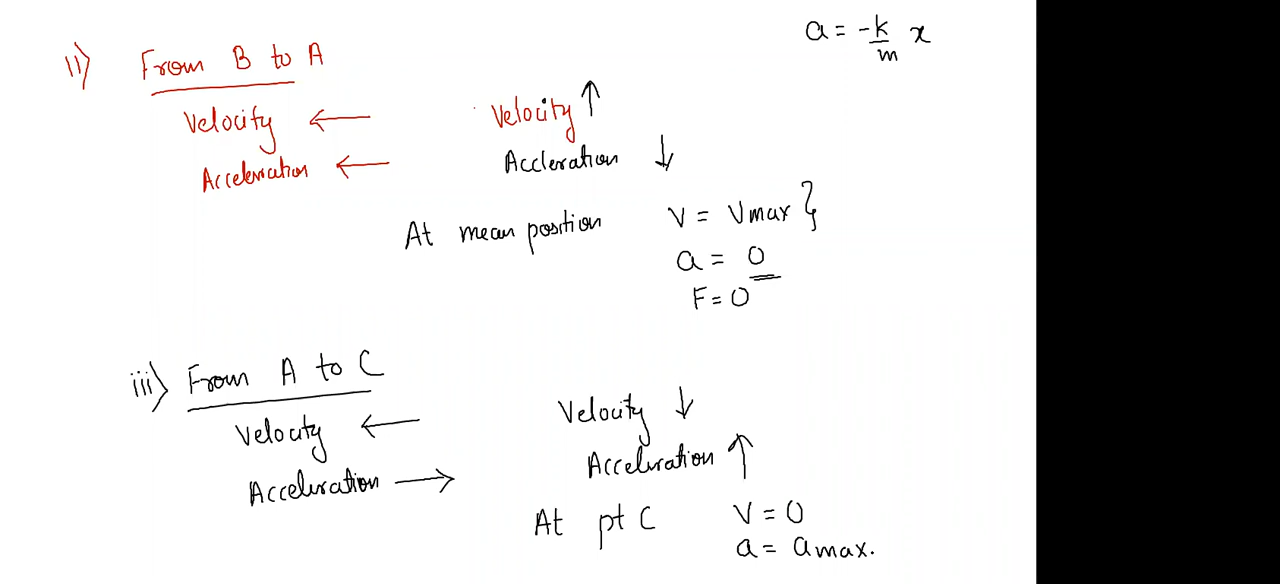 a = -k/m x
ii) From B to A
Velocity ← Velocity ↑
Acceleration ← Accleration ↓
At mean position V = Vmax }
a = 0
F = 0
iii) From A to C
Velocity ← Velocity ↓
Acceleration → Acceleration ↑
At pt C V = 0
a = amax.